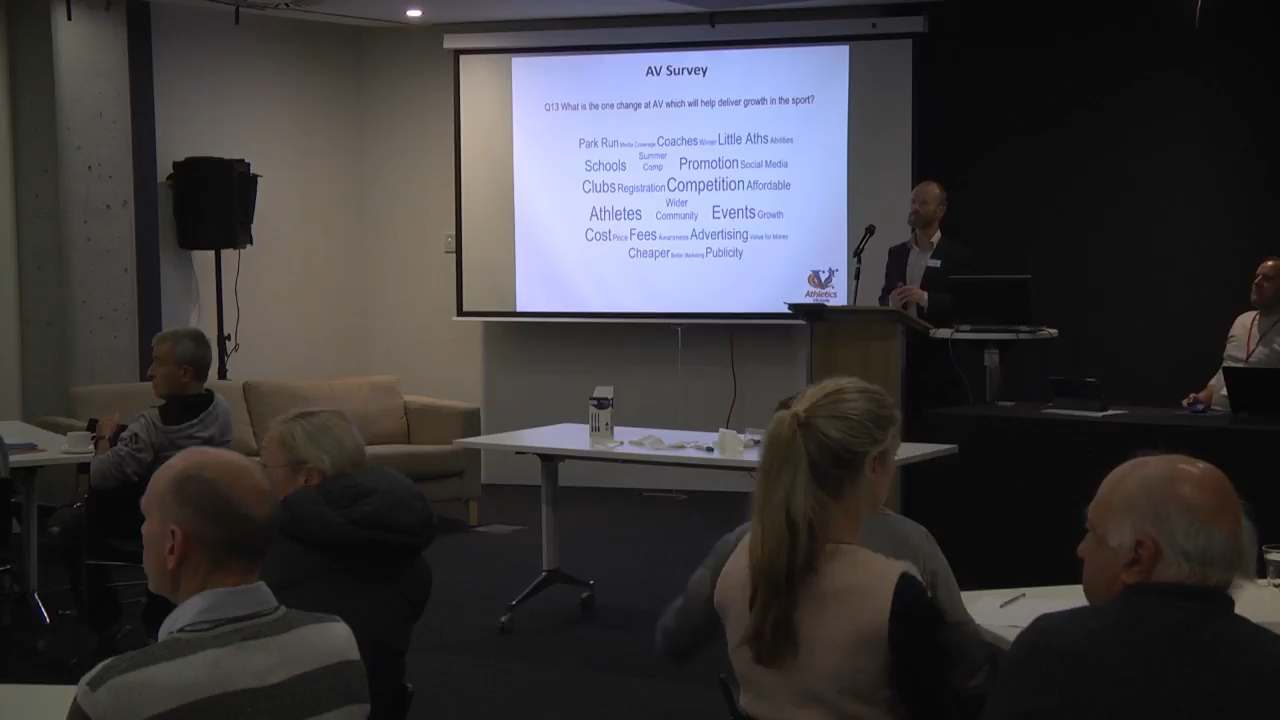 AV Survey
Q13 What is the one change at AV which will help deliver growth in the sport?
Park Run Media Coverage Coaches Winter Little Aths Abilities
Schools Summer Comp Promotion Social Media
Clubs Registration Competition Affordable
Athletes Wider Community Events Growth
Cost Price Fees Awareness Advertising Value for Money
Cheaper Better Marketing Publicity
Athletics